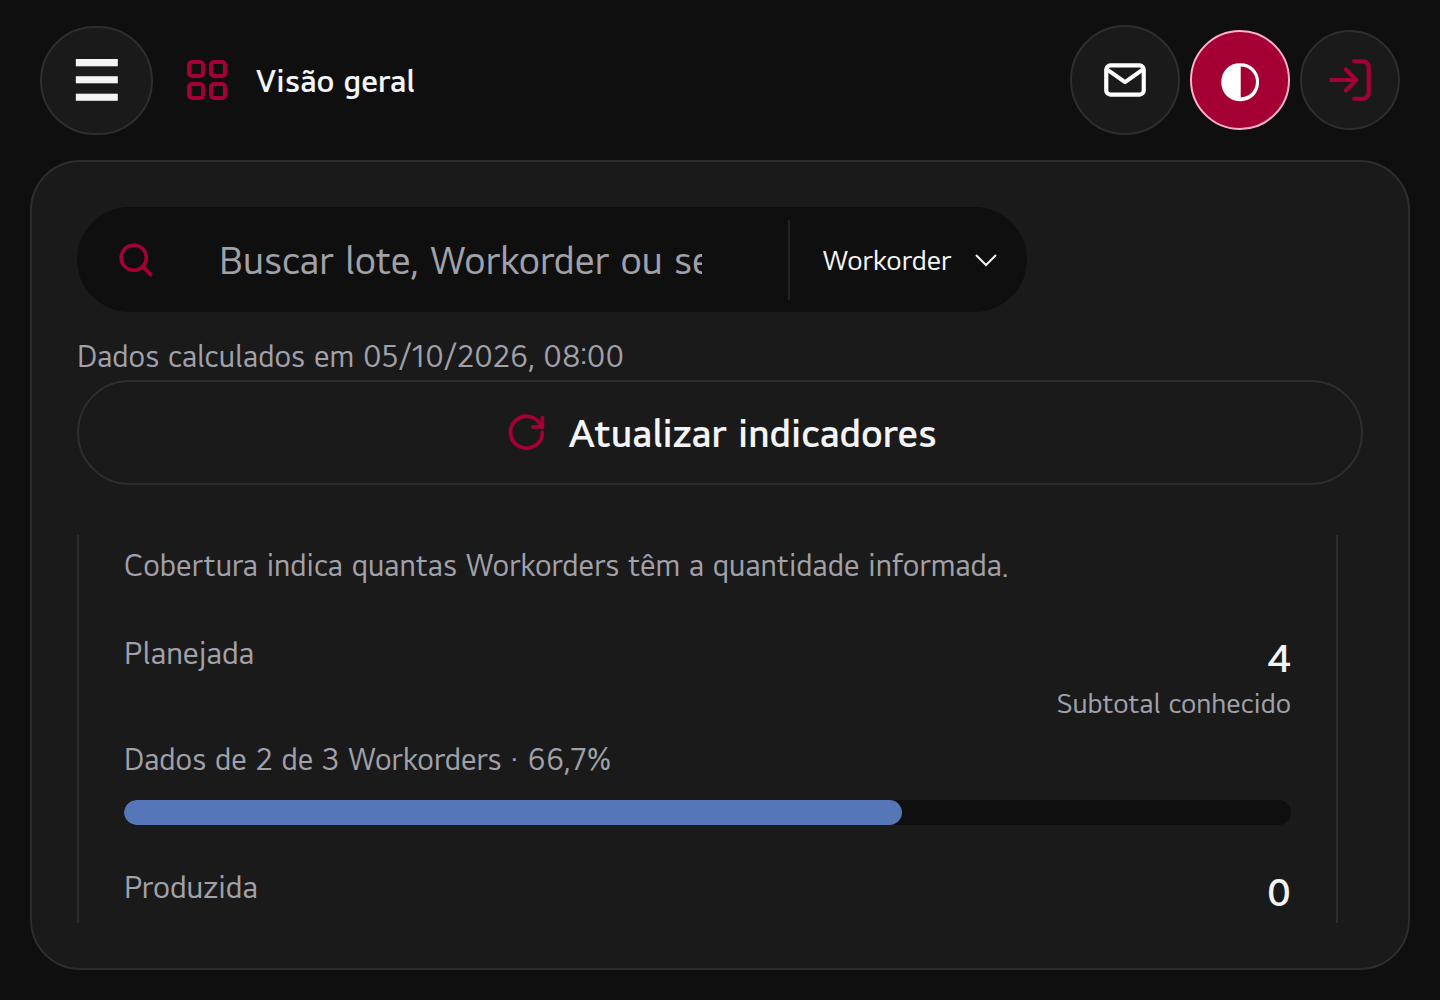 Visão geral
Buscar lote, Workorder ou se
Workorder
Dados calculados em 05/10/2026, 08:00
Atualizar indicadores
Cobertura indica quantas Workorders têm a quantidade informada.
Planejada
4
Subtotal conhecido
Dados de 2 de 3 Workorders · 66,7%
Produzida
0